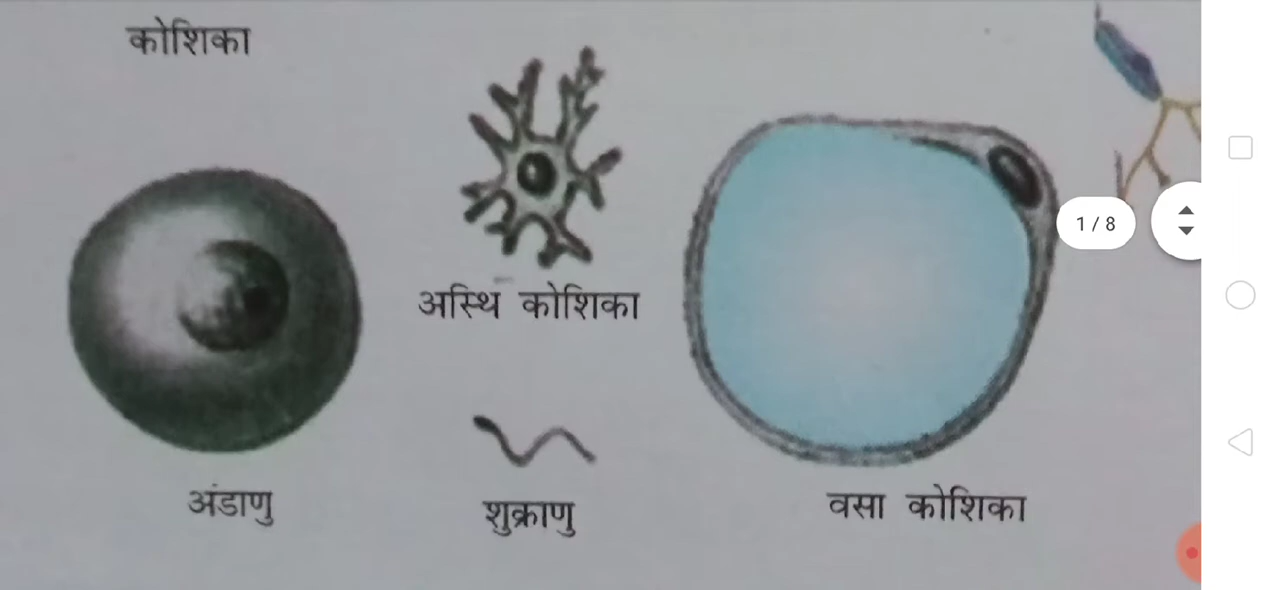 कोशिका
अस्थि कोशिका
1 / 8
अंडाणु
शुक्राणु
वसा कोशिका